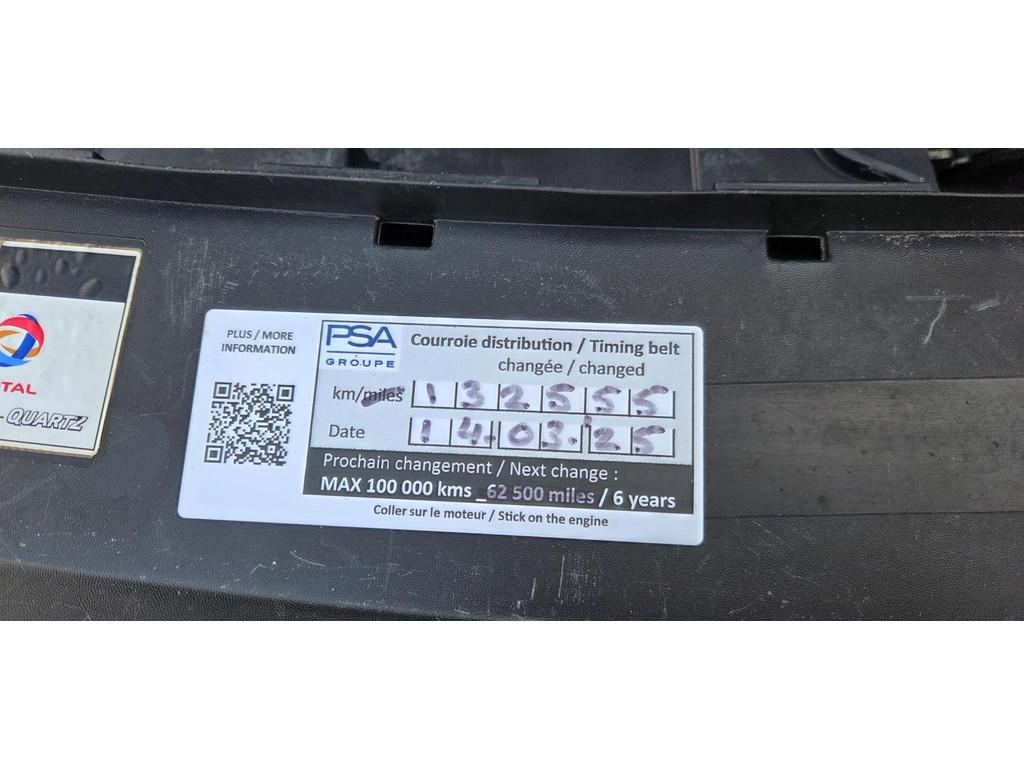 TOTAL
QUARTZ
PLUS / MORE
INFORMATION
PSA
GROUPE
Courroie distribution / Timing belt
changée / changed
km/miles 132555
Date 14.03.25
Prochain changement / Next change :
MAX 100 000 kms _62 500 miles / 6 years
Coller sur le moteur / Stick on the engine